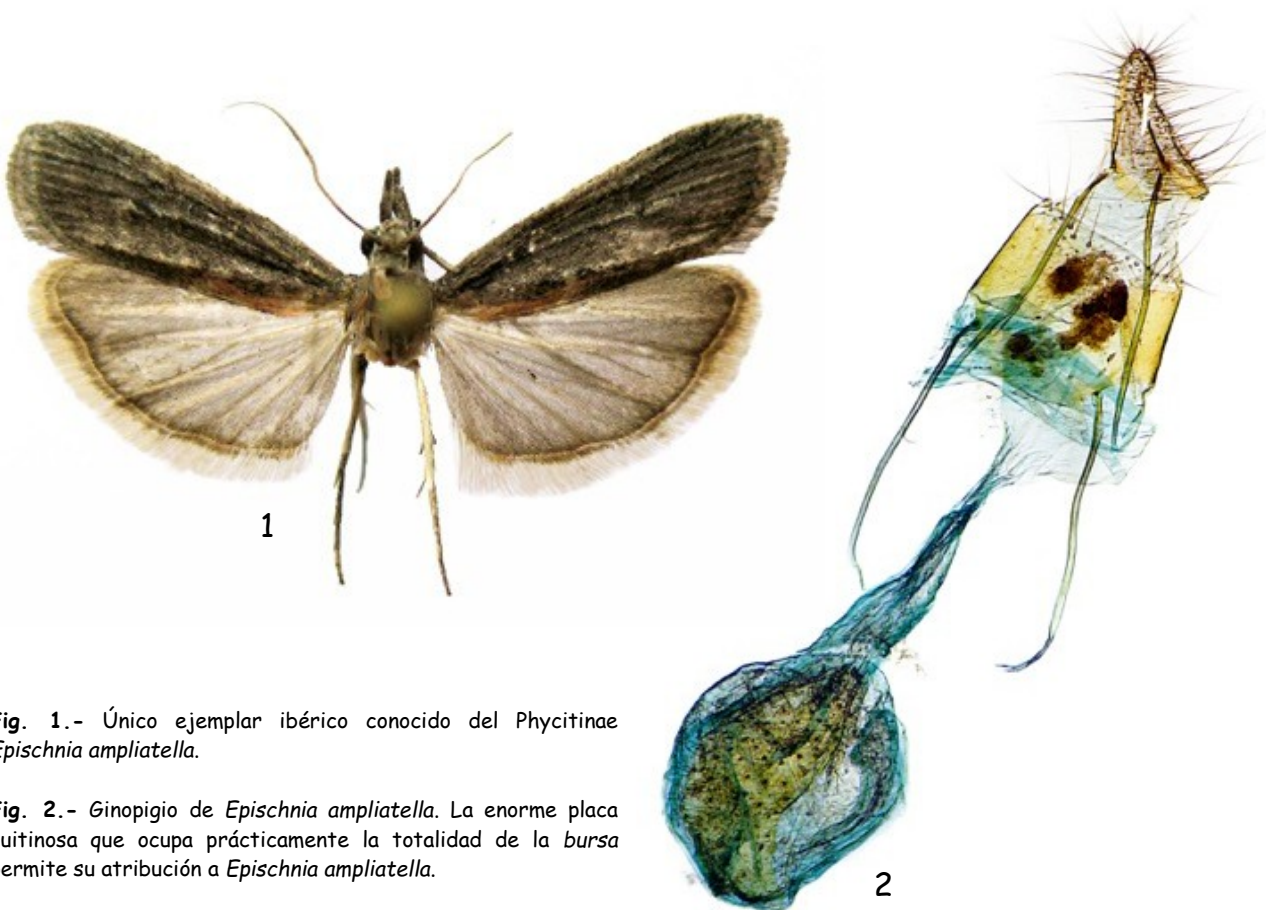 1
ig. 1.- Único ejemplar ibérico conocido del Phycitinae
Epischnia ampliatella.
ig. 2.- Ginopigio de Epischnia ampliatella. La enorme placa
uitinosa que ocupa prácticamente la totalidad de la bursa
ermite su atribución a Epischnia ampliatella.
2